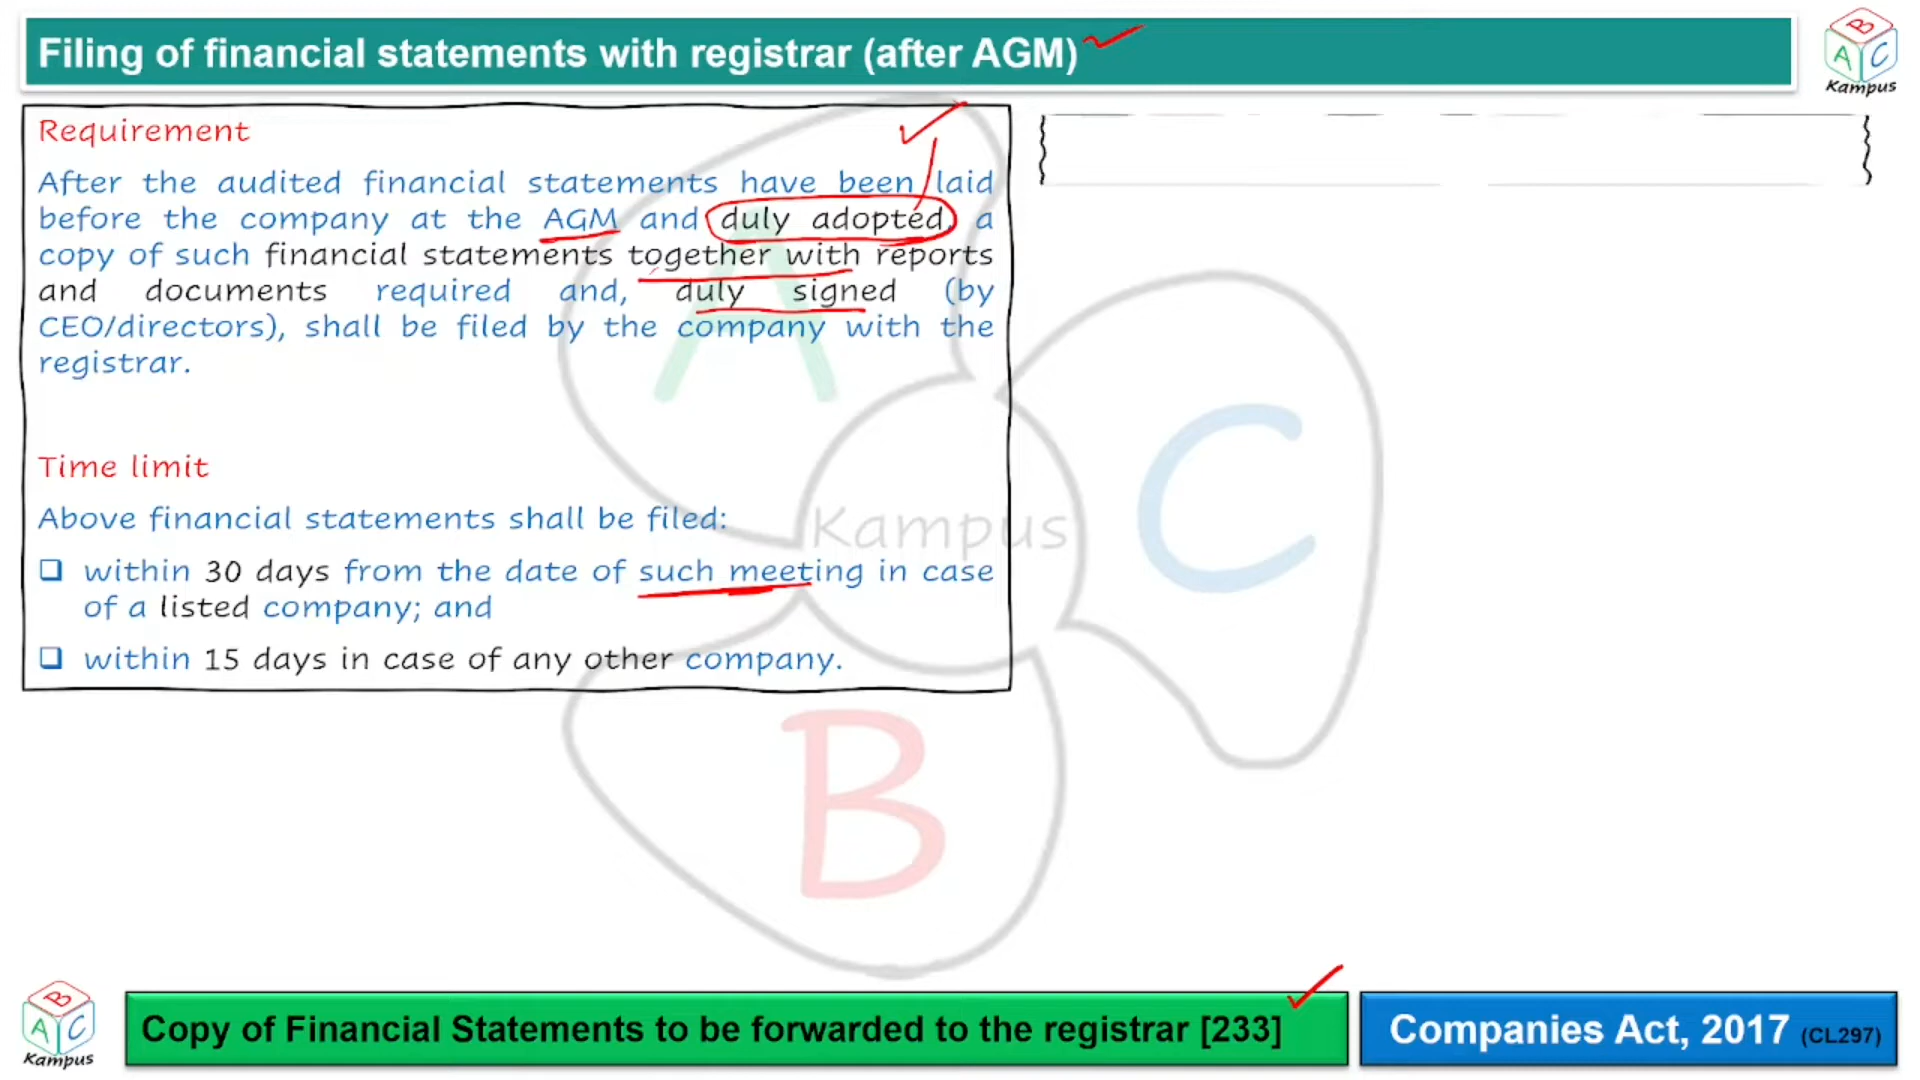 Filing of financial statements with registrar (after AGM)
B
A C
Kampus
Requirement
After the audited financial statements have been laid
before the company at the AGM and duly adopted, a
copy of such financial statements together with reports
and documents required and, duly signed (by
CEO/directors), shall be filed by the company with the
registrar.
Time limit
Above financial statements shall be filed:
within 30 days from the date of such meeting in case
of a listed company; and
within 15 days in case of any other company.
A
Kampus
C
B
B
A C
Kampus
Copy of Financial Statements to be forwarded to the registrar [233]
Companies Act, 2017 (CL297)